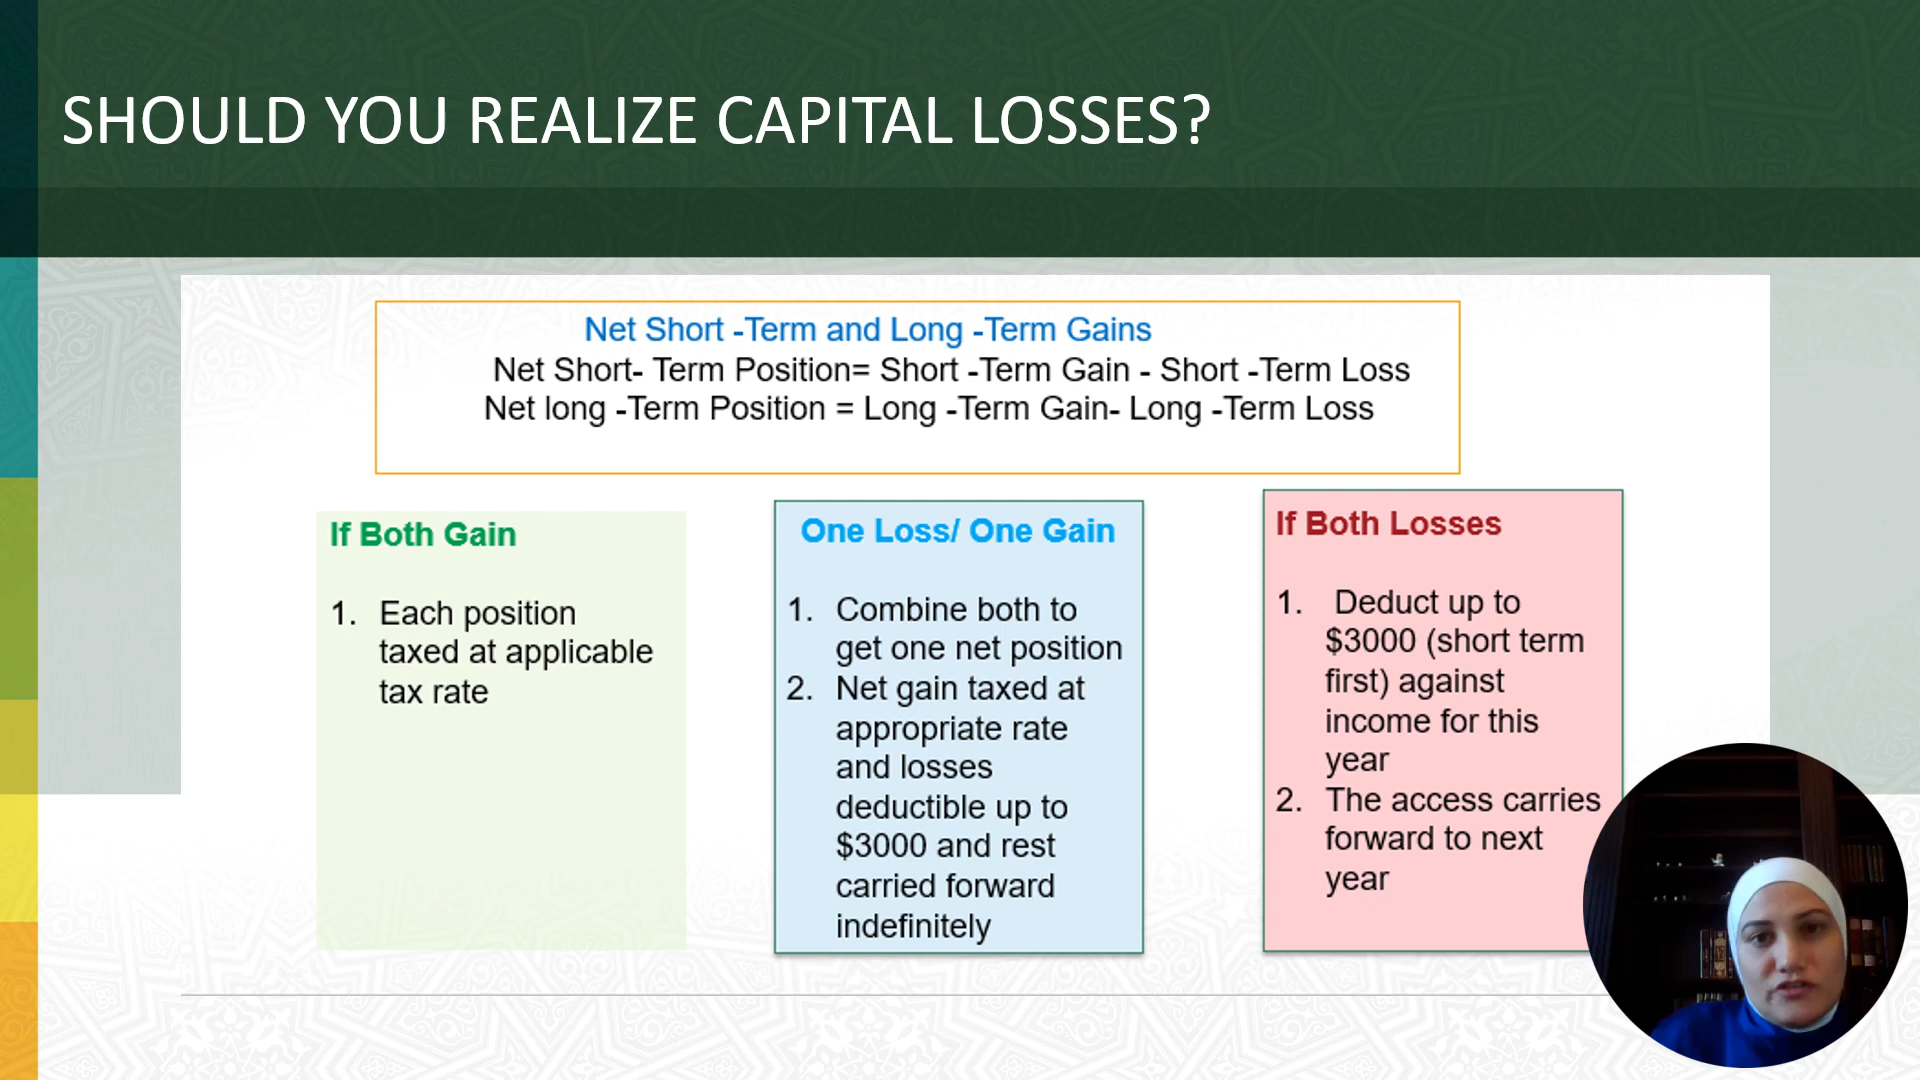 SHOULD YOU REALIZE CAPITAL LOSSES?
Net Short -Term and Long -Term Gains
Net Short- Term Position= Short -Term Gain - Short -Term Loss
Net long -Term Position = Long -Term Gain- Long -Term Loss
If Both Gain
1. Each position
taxed at applicable
tax rate
One Loss/ One Gain
1. Combine both to
get one net position
2. Net gain taxed at
appropriate rate
and losses
deductible up to
$3000 and rest
carried forward
indefinitely
If Both Losses
1. Deduct up to
$3000 (short term
first) against
income for this
year
2. The access carries
forward to next
year